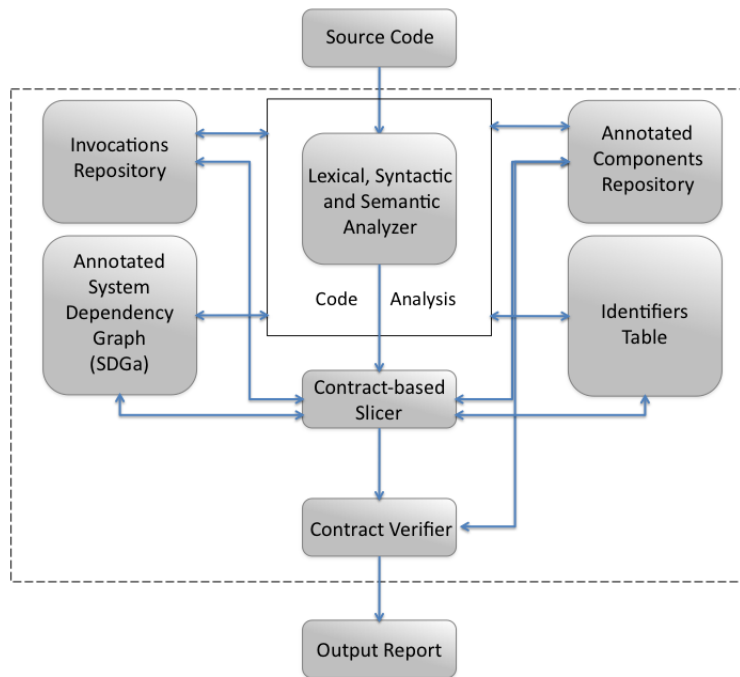 Source Code
Invocations
Repository
Lexical, Syntactic
and Semantic
Analyzer
Annotated
Components
Repository
Annotated
System
Dependency
Graph
(SDGa)
Code Analysis
Identifiers
Table
Contract-based
Slicer
Contract Verifier
Output Report